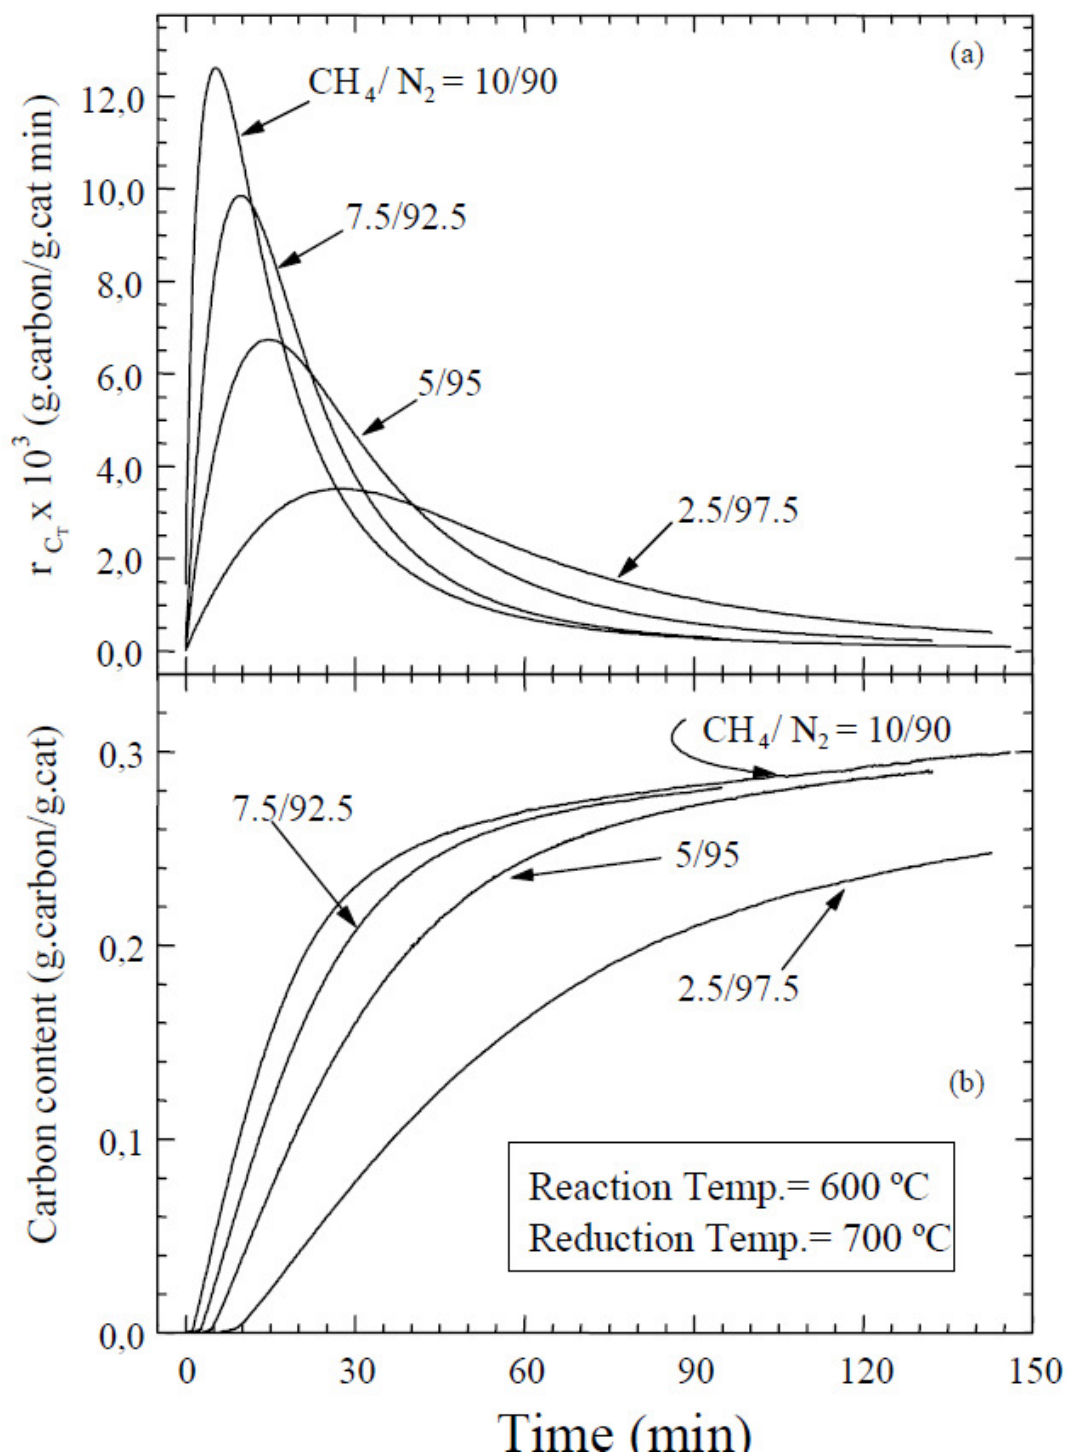 (a)
CH₄/ N₂ = 10/90
7.5/92.5
5/95
2.5/97.5
12,0
10,0
8,0
6,0
4,0
2,0
0,0
r_Cᴛ x 10³ (g.carbon/g.cat min)
CH₄/ N₂ = 10/90
7.5/92.5
5/95
2.5/97.5
(b)
0,3
0,2
0,1
0,0
Carbon content (g.carbon/g.cat)
Reaction Temp.= 600 ºC
Reduction Temp.= 700 ºC
0 30 60 90 120 150
Time (min)